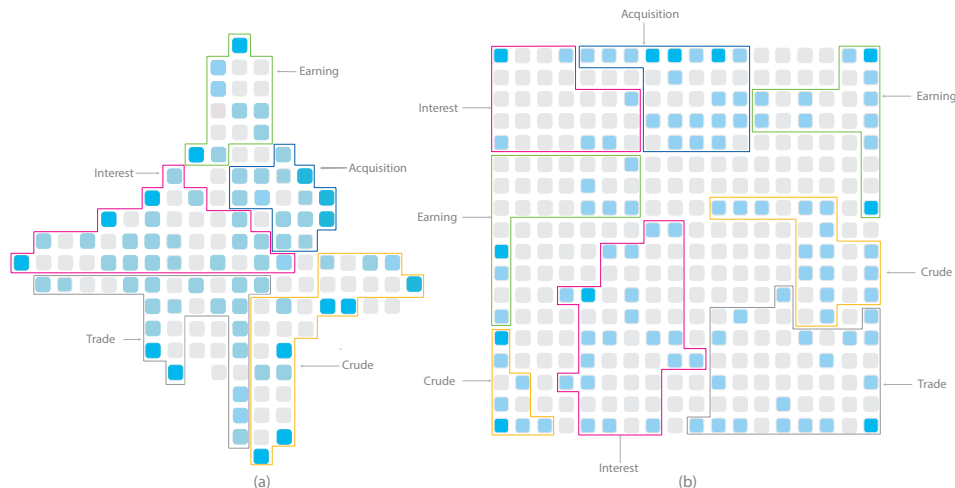 Earning
Interest
Acquisition
Trade
Crude
(a)
Acquisition
Interest
Earning
Earning
Crude
Crude
Trade
Interest
(b)